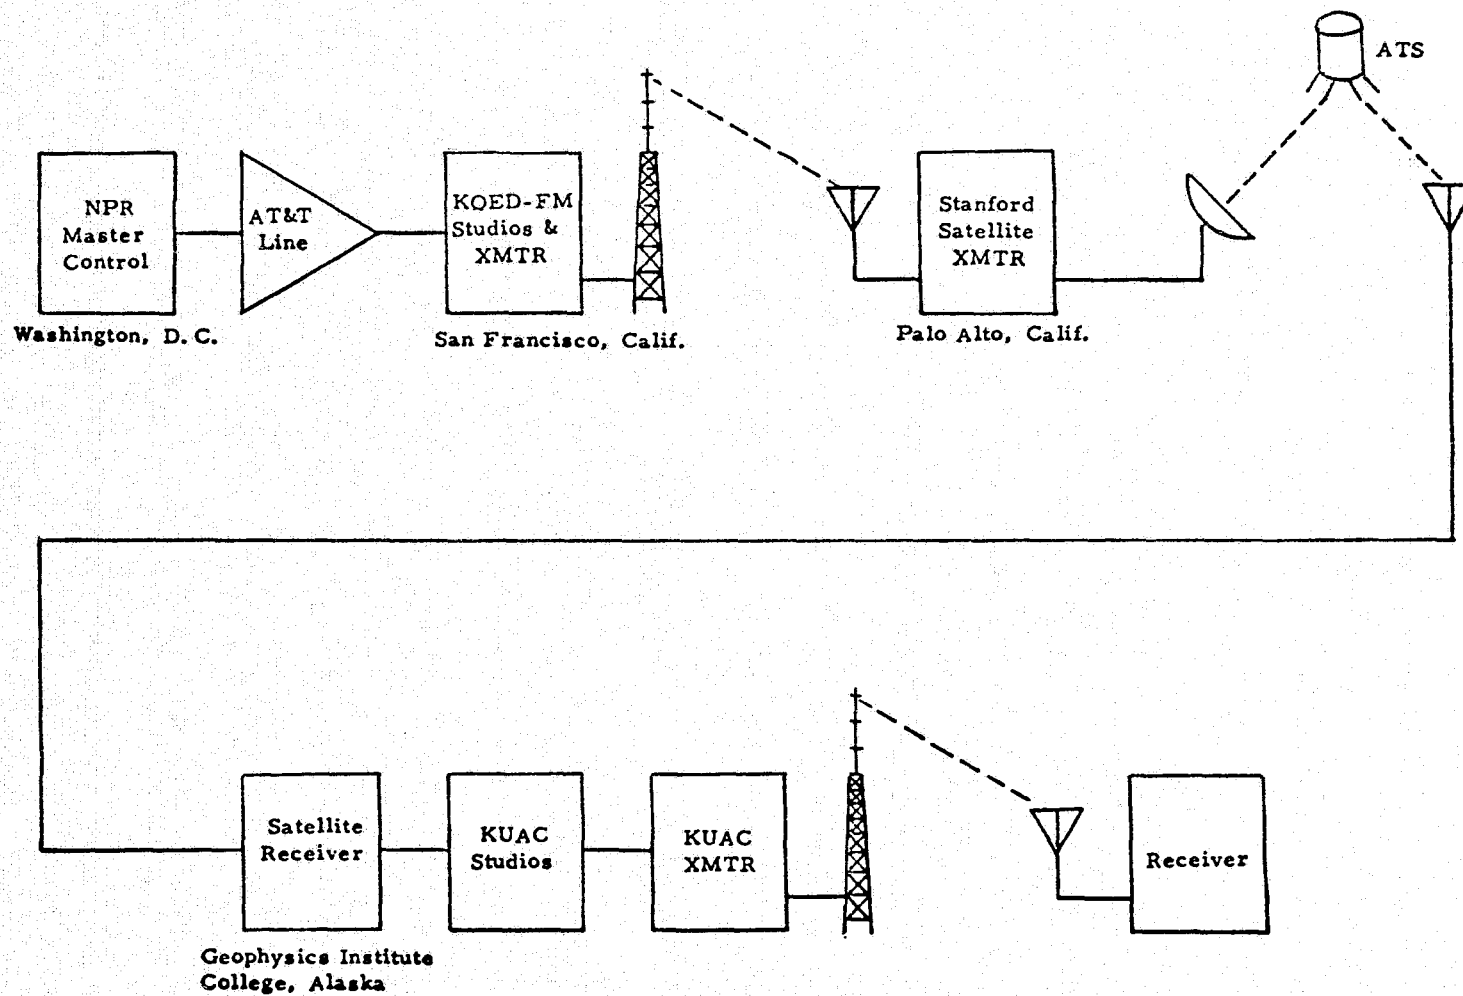 ATS
NPR
Master
Control
AT&T
Line
KQED-FM
Studios &
XMTR
Stanford
Satellite
XMTR
Washington, D.C.
San Francisco, Calif.
Palo Alto, Calif.
Satellite
Receiver
KUAC
Studios
KUAC
XMTR
Receiver
Geophysics Institute
College, Alaska